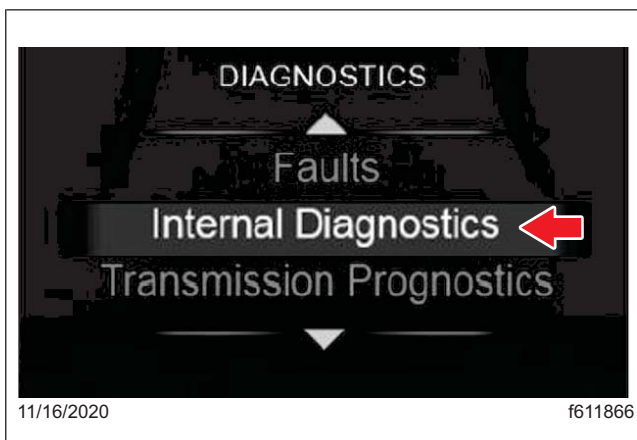 DIAGNOSTICS
Faults
Internal Diagnostics
Transmission Prognostics
11/16/2020
f611866